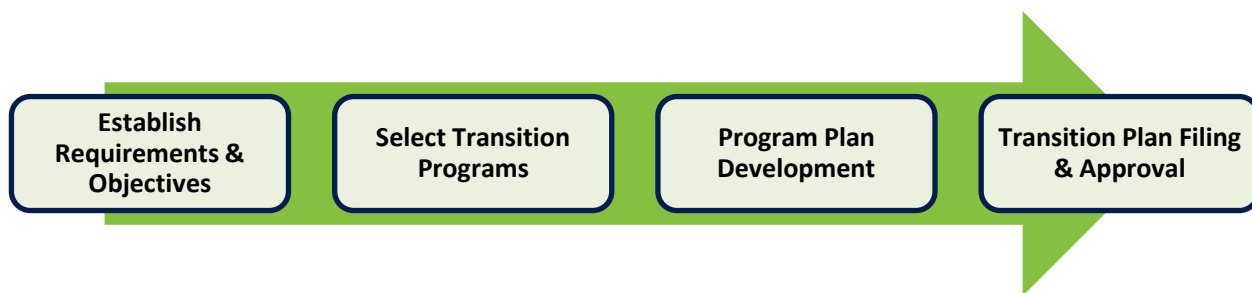 Establish
Requirements &
Objectives
Select Transition
Programs
Program Plan
Development
Transition Plan Filing
& Approval